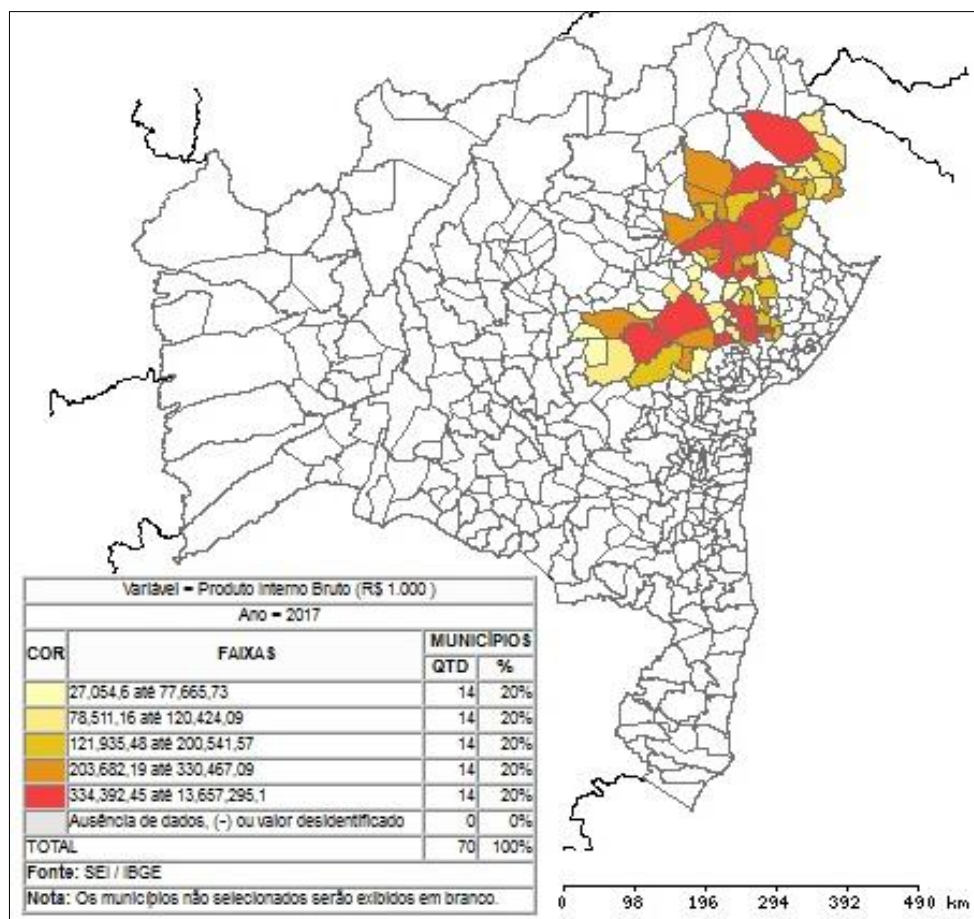 Variável = Produto Interno Bruto (R$ 1.000 )
Ano = 2017
COR FAIXAS MUNICÍPIOS
QTD %
27,054,6 até 77,665,73 14 20%
78,511,16 até 120,424,09 14 20%
121,935,48 até 200,541,57 14 20%
203,682,19 até 330,467,09 14 20%
334,392,45 até 13,657,295,1 14 20%
Ausência de dados, (-) ou valor desidentificado 0 0%
TOTAL 70 100%
Fonte: SEI / IBGE
Nota: Os municípios não selecionados serão exibidos em branco.
0 98 196 294 392 490 km